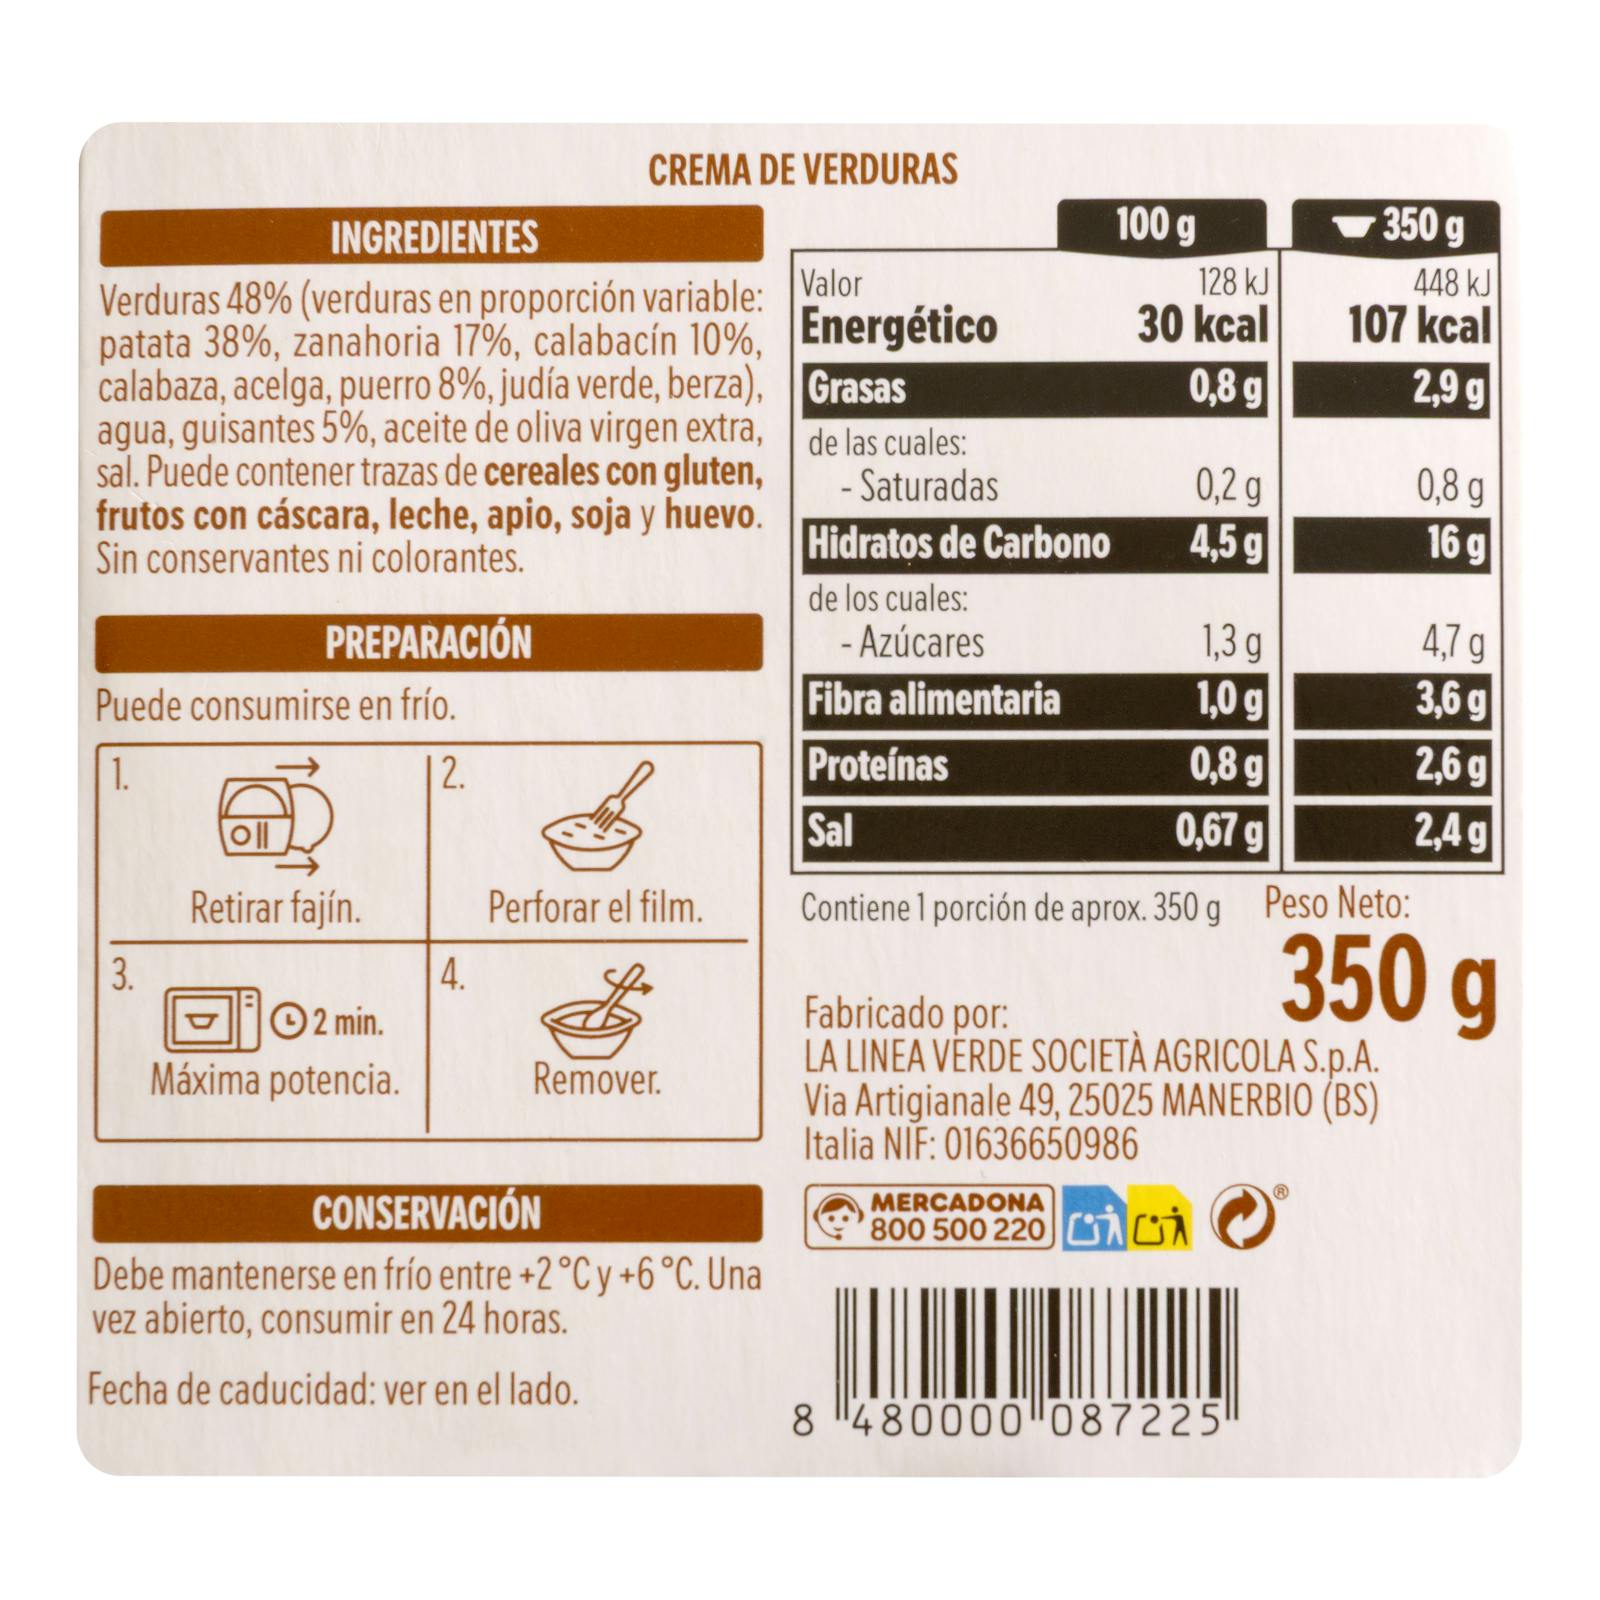 CREMA DE VERDURAS
INGREDIENTES
Verduras 48% (verduras en proporción variable:
patata 38%, zanahoria 17%, calabacín 10%,
calabaza, acelga, puerro 8%, judía verde, berza),
agua, guisantes 5%, aceite de oliva virgen extra,
sal. Puede contener trazas de cereales con gluten,
frutos con cáscara, leche, apio, soja y huevo.
Sin conservantes ni colorantes.
PREPARACIÓN
Puede consumirse en frío.
1.
Retirar fajín.
2.
Perforar el film.
3.
2 min.
Máxima potencia.
4.
Remover.
CONSERVACIÓN
Debe mantenerse en frío entre +2 °C y +6 °C. Una
vez abierto, consumir en 24 horas.
Fecha de caducidad: ver en el lado.
100 g 350 g
Valor 128 kJ 448 kJ
Energético 30 kcal 107 kcal
Grasas 0,8 g 2,9 g
de las cuales:
- Saturadas 0,2 g 0,8 g
Hidratos de Carbono 4,5 g 16 g
de los cuales:
- Azúcares 1,3 g 4,7 g
Fibra alimentaria 1,0 g 3,6 g
Proteínas 0,8 g 2,6 g
Sal 0,67 g 2,4 g
Contiene 1 porción de aprox. 350 g
Peso Neto:
350 g
Fabricado por:
LA LINEA VERDE SOCIETÀ AGRICOLA S.p.A.
Via Artigianale 49, 25025 MANERBIO (BS)
Italia NIF: 01636650986
MERCADONA
800 500 220
®
8 480000 087225